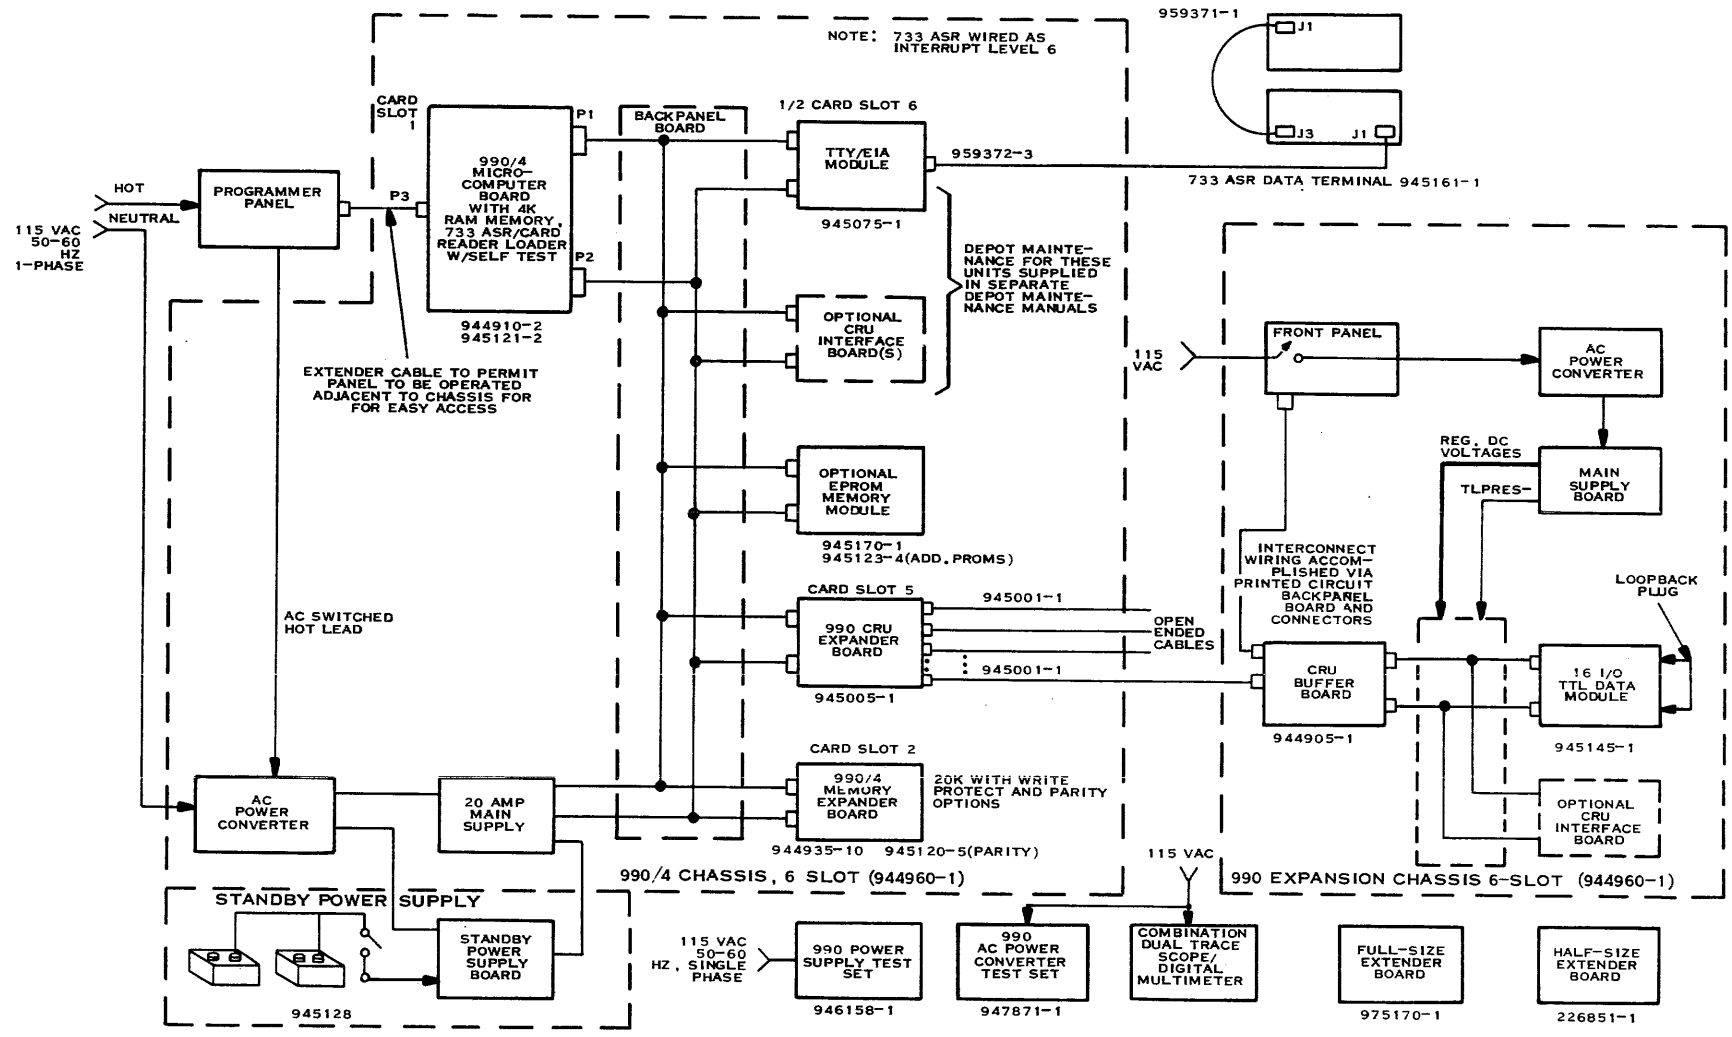 959371-1
J1
NOTE: 733 ASR WIRED AS
INTERRUPT LEVEL 6
CARD
SLOT
1
P1
BACKPANEL
BOARD
1/2 CARD SLOT 6
TTY/EIA
MODULE
945075-1
959372-3
J3
J1
733 ASR DATA TERMINAL 945161-1
HOT
NEUTRAL
115 VAC
50-60
HZ
1-PHASE
PROGRAMMER
PANEL
P3
990/4
MICRO-
COMPUTER
BOARD
WITH 4K
RAM MEMORY,
733 ASR/CARD
READER LOADER
W/SELF TEST
P2
944910-2
945121-2
EXTENDER CABLE TO PERMIT
PANEL TO BE OPERATED
ADJACENT TO CHASSIS FOR
FOR EASY ACCESS
DEPOT MAINTE-
NANCE FOR THESE
UNITS SUPPLIED
IN SEPARATE
DEPOT MAINTE-
NANCE MANUALS
OPTIONAL
CRU
INTERFACE
BOARD(S)
OPTIONAL
EPROM
MEMORY
MODULE
945170-1
945123-4(ADD. PROMS)
CARD SLOT 5
990 CRU
EXPANDER
BOARD
945005-1
945001-1
945001-1
OPEN
ENDED
CABLES
AC SWITCHED
HOT LEAD
CARD SLOT 2
990/4
MEMORY
EXPANDER
BOARD
20K WITH WRITE
PROTECT AND PARITY
OPTIONS
944935-10 945120-5(PARITY)
AC
POWER
CONVERTER
20 AMP
MAIN
SUPPLY
990/4 CHASSIS, 6 SLOT (944960-1)
115
VAC
FRONT PANEL
AC
POWER
CONVERTER
REG. DC
VOLTAGES
TLPRES-
MAIN
SUPPLY
BOARD
INTERCONNECT
WIRING ACCOM-
PLISHED VIA
PRINTED CIRCUIT
BACKPANEL
BOARD AND
CONNECTORS
LOOPBACK
PLUG
CRU
BUFFER
BOARD
944905-1
16 I/O
TTL DATA
MODULE
945145-1
OPTIONAL
CRU
INTERFACE
BOARD
990 EXPANSION CHASSIS 6-SLOT (944960-1)
STANDBY POWER SUPPLY
STANDBY
POWER
SUPPLY
BOARD
945128
115 VAC
50-60
HZ, SINGLE
PHASE
990 POWER
SUPPLY TEST
SET
946158-1
115 VAC
990
AC POWER
CONVERTER
TEST SET
947871-1
COMBINATION
DUAL TRACE
SCOPE/
DIGITAL
MULTIMETER
FULL-SIZE
EXTENDER
BOARD
975170-1
HALF-SIZE
EXTENDER
BOARD
226851-1